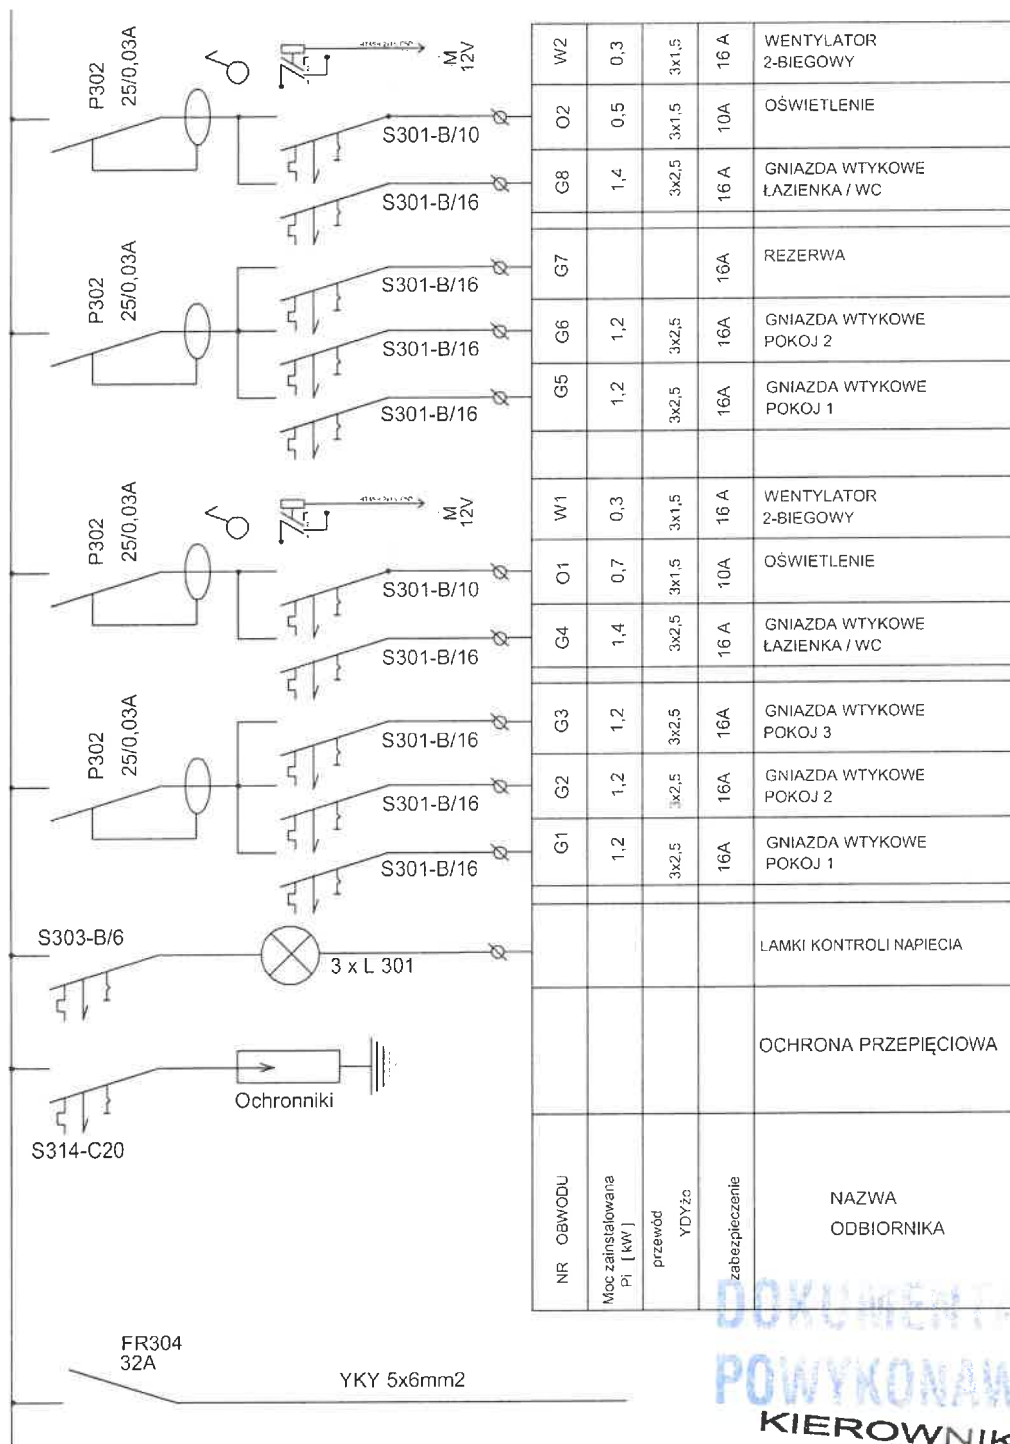 P302
25/0,03A
M
12V
S301-B/10
S301-B/16
W2 0,3 3x1,5 16 A WENTYLATOR
2-BIEGOWY
O2 0,5 3x1,5 10A OŚWIETLENIE
G8 1,4 3x2,5 16 A GNIAZDA WTYKOWE
ŁAZIENKA / WC
P302
25/0,03A
S301-B/16
S301-B/16
S301-B/16
G7 16A REZERWA
G6 1,2 3x2,5 16A GNIAZDA WTYKOWE
POKOJ 2
G5 1,2 3x2,5 16A GNIAZDA WTYKOWE
POKOJ 1
P302
25/0,03A
M
12V
S301-B/10
S301-B/16
W1 0,3 3x1,5 16 A WENTYLATOR
2-BIEGOWY
O1 0,7 3x1,5 10A OŚWIETLENIE
G4 1,4 3x2,5 16 A GNIAZDA WTYKOWE
ŁAZIENKA / WC
P302
25/0,03A
S301-B/16
S301-B/16
S301-B/16
G3 1,2 3x2,5 16A GNIAZDA WTYKOWE
POKOJ 3
G2 1,2 3x2,5 16A GNIAZDA WTYKOWE
POKOJ 2
G1 1,2 3x2,5 16A GNIAZDA WTYKOWE
POKOJ 1
S303-B/6
3 x L 301
LAMKI KONTROLI NAPIECIA
Ochronniki
S314-C20
OCHRONA PRZEPIĘCIOWA
NR OBWODU
Moc zainstalowana
Pi [ kW ]
przewód
YDYżo
zabezpieczenie
NAZWA
ODBIORNIKA
FR304
32A
YKY 5x6mm2
DOKUMENTA
POWYKONAW
KIEROWNIK